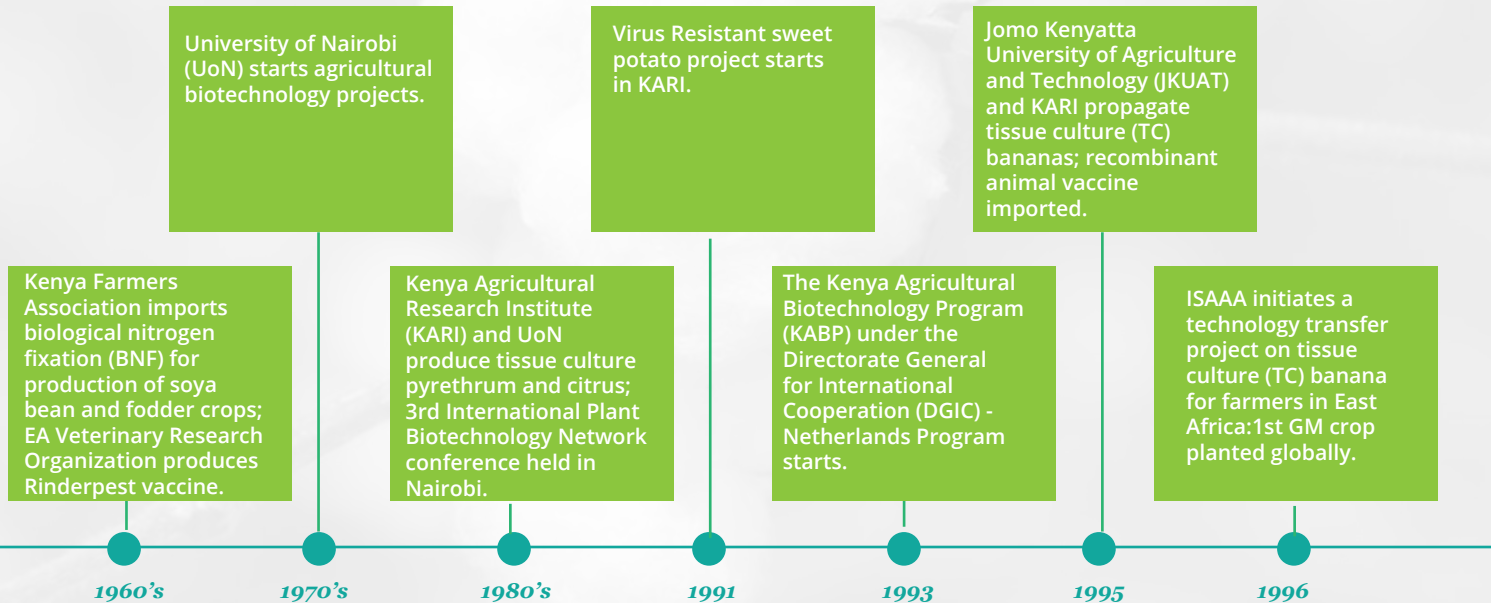 University of Nairobi
(UoN) starts agricultural
biotechnology projects.
Virus Resistant sweet
potato project starts
in KARI.
Jomo Kenyatta
University of Agriculture
and Technology (JKUAT)
and KARI propagate
tissue culture (TC)
bananas; recombinant
animal vaccine
imported.
Kenya Farmers
Association imports
biological nitrogen
fixation (BNF) for
production of soya
bean and fodder crops;
EA Veterinary Research
Organization produces
Rinderpest vaccine.
Kenya Agricultural
Research Institute
(KARI) and UoN
produce tissue culture
pyrethrum and citrus;
3rd International Plant
Biotechnology Network
conference held in
Nairobi.
The Kenya Agricultural
Biotechnology Program
(KABP) under the
Directorate General
for International
Cooperation (DGIC) -
Netherlands Program
starts.
ISAAA initiates a
technology transfer
project on tissue
culture (TC) banana
for farmers in East
Africa:1st GM crop
planted globally.
1960's
1970's
1980's
1991
1993
1995
1996